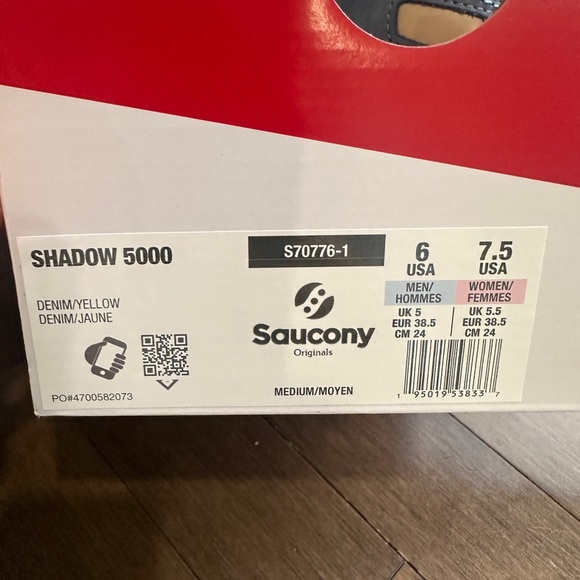 SHADOW 5000
DENIM/YELLOW
DENIM/JAUNE
PO#4700582073
S70776-1
Saucony
Originals
MEDIUM/MOYEN
6
USA
MEN/
HOMMES
UK 5
EUR 38.5
CM 24
7.5
USA
WOMEN/
FEMMES
UK 5.5
EUR 38.5
CM 24
1 95019 53833 7